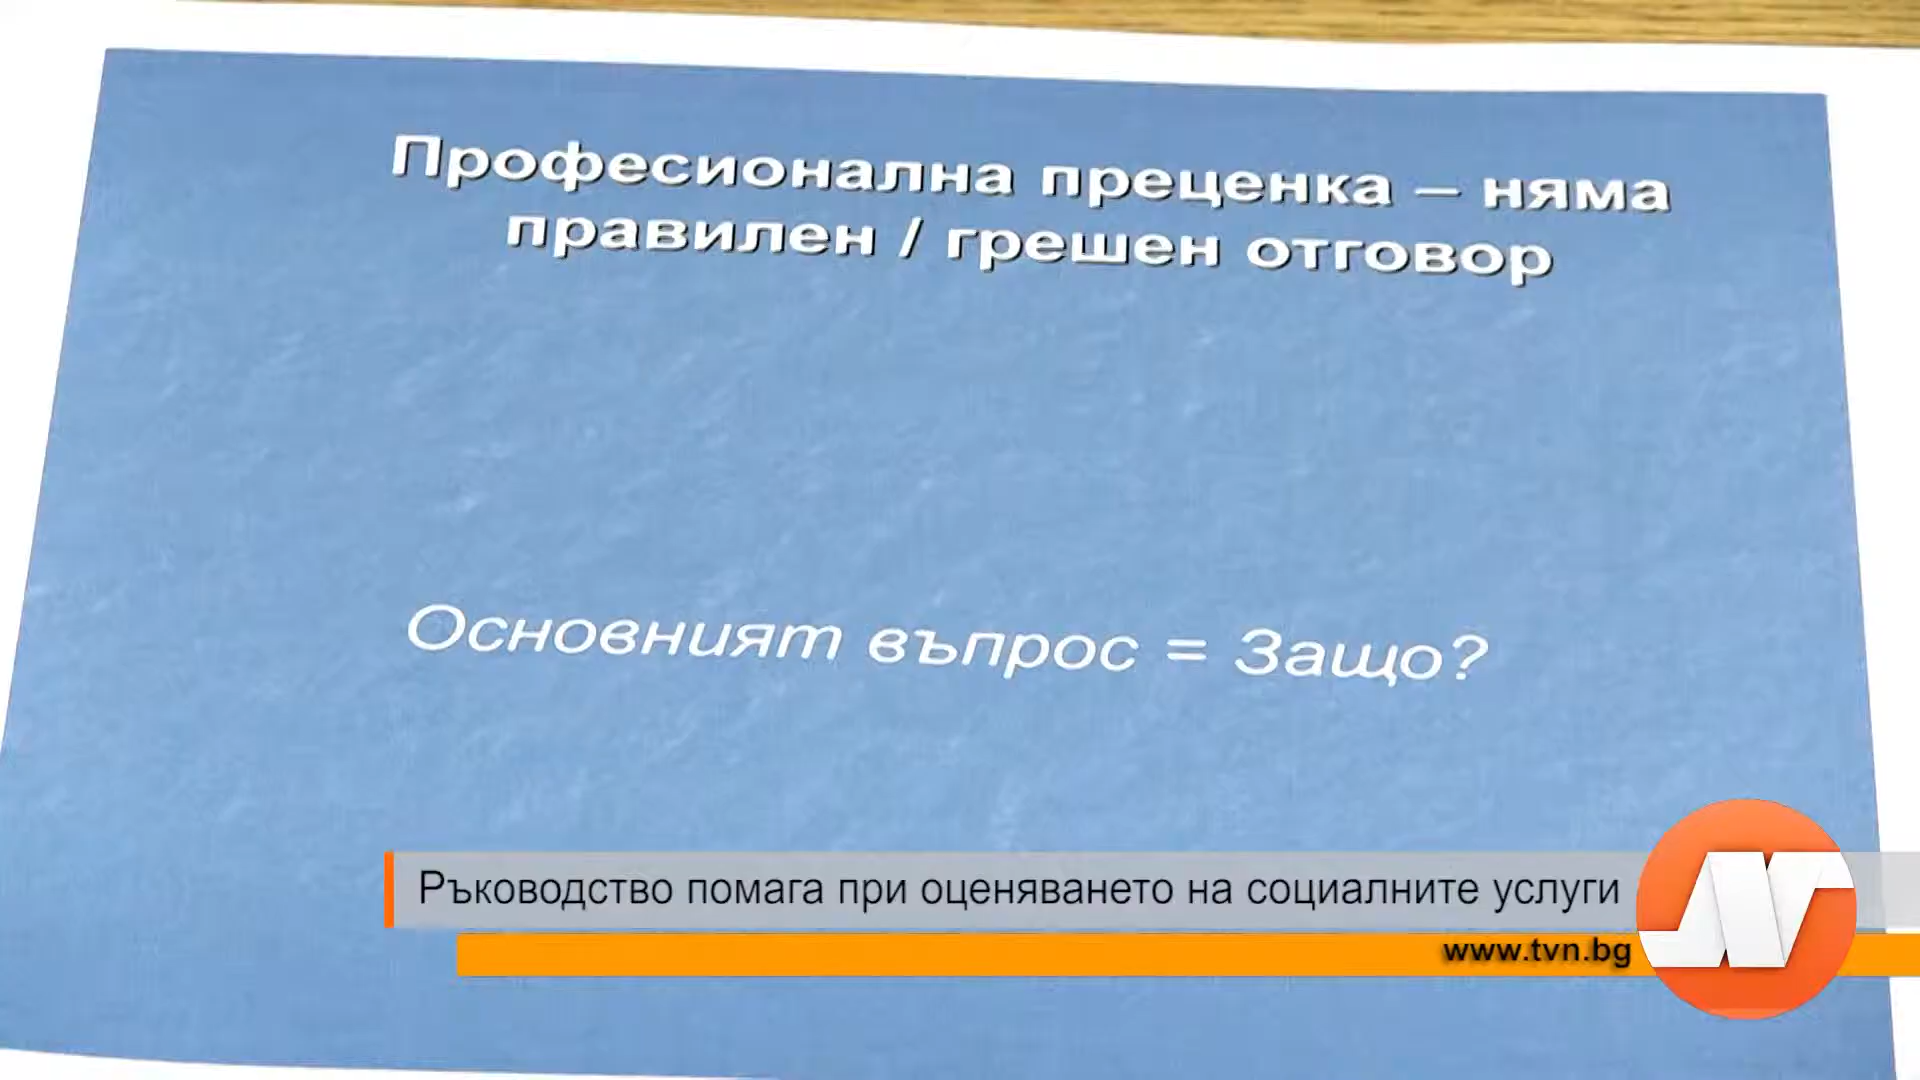 Професионална преценка – няма
правилен / грешен отговор
Основният въпрос = Защо?
Ръководство помага при оценяването на социалните услуги
www.tvn.bg